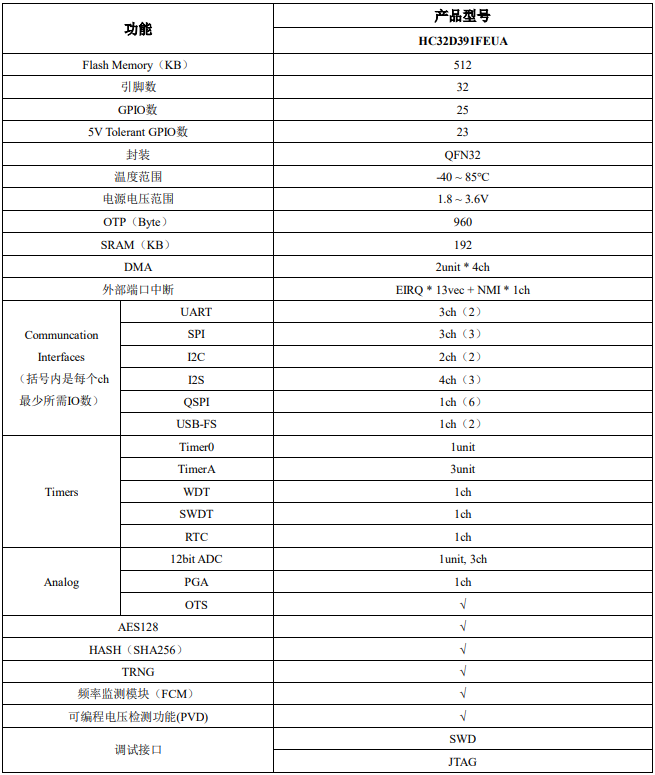 功能
产品型号
HC32D391FEUA
Flash Memory（KB）
512
引脚数
32
GPIO数
25
5V Tolerant GPIO数
23
封装
QFN32
温度范围
-40 ~ 85℃
电源电压范围
1.8 ~ 3.6V
OTP（Byte）
960
SRAM（KB）
192
DMA
2unit * 4ch
外部端口中断
EIRQ * 13vec + NMI * 1ch
Communcation
Interfaces
（括号内是每个ch
最少所需IO数）
UART
3ch（2）
SPI
3ch（3）
I2C
2ch（2）
I2S
4ch（3）
QSPI
1ch（6）
USB-FS
1ch（2）
Timers
Timer0
1unit
TimerA
3unit
WDT
1ch
SWDT
1ch
RTC
1ch
Analog
12bit ADC
1unit, 3ch
PGA
1ch
OTS
√
AES128
√
HASH（SHA256）
√
TRNG
√
频率监测模块（FCM）
√
可编程电压检测功能(PVD)
√
调试接口
SWD
JTAG